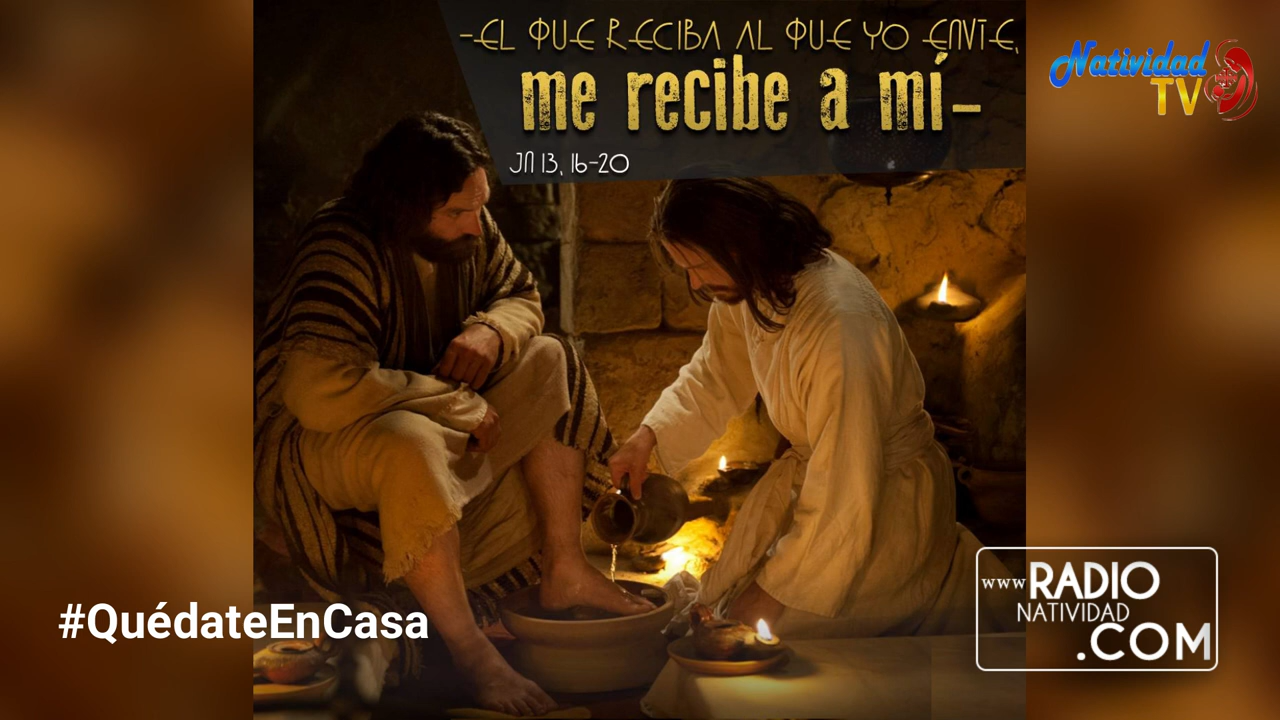 -EL QUE RECIBA AL QUE YO ENVIE,
me recibe a mí-
JN 13, 16-20
Natividad
TV
#QuédateEnCasa
www.RADIO
NATIVIDAD
.COM